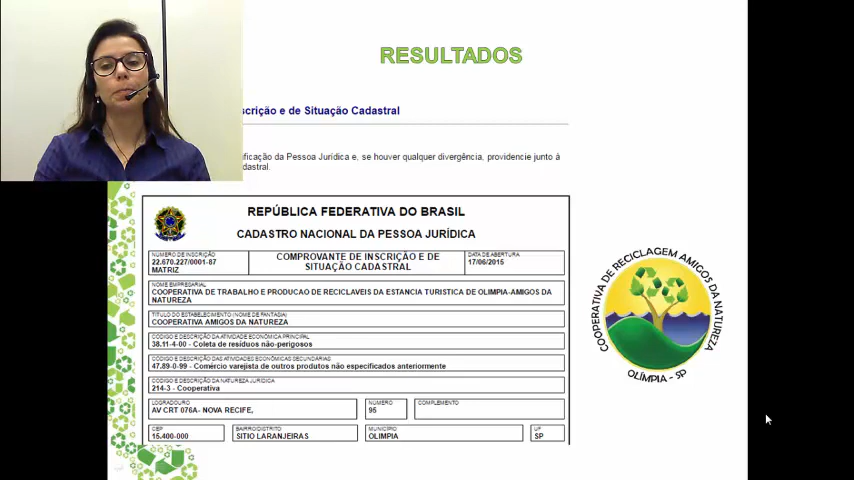 RESULTADOS
scrição e de Situação Cadastral
ificação da Pessoa Jurídica e, se houver qualquer divergência, providencie junto à
adastral.
REPÚBLICA FEDERATIVA DO BRASIL
CADASTRO NACIONAL DA PESSOA JURÍDICA
NÚMERO DE INSCRIÇÃO
22.670.227/0001-87
MATRIZ
COMPROVANTE DE INSCRIÇÃO E DE
SITUAÇÃO CADASTRAL
DATA DE ABERTURA
17/06/2015
NOME EMPRESARIAL
COOPERATIVA DE TRABALHO E PRODUCAO DE RECICLAVEIS DA ESTANCIA TURISTICA DE OLIMPIA-AMIGOS DA
NATUREZA
TÍTULO DO ESTABELECIMENTO (NOME DE FANTASIA)
COOPERATIVA AMIGOS DA NATUREZA
CÓDIGO E DESCRIÇÃO DA ATIVIDADE ECONÔMICA PRINCIPAL
38.11-4-00 - Coleta de resíduos não-perigosos
CÓDIGO E DESCRIÇÃO DAS ATIVIDADES ECONÔMICAS SECUNDÁRIAS
47.89-0-99 - Comércio varejista de outros produtos não especificados anteriormente
CÓDIGO E DESCRIÇÃO DA NATUREZA JURÍDICA
214-3 - Cooperativa
LOGRADOURO
AV CRT 076A- NOVA RECIFE,
NÚMERO
95
COMPLEMENTO
CEP
15.400-000
BAIRRO/DISTRITO
SITIO LARANJEIRAS
MUNICÍPIO
OLIMPIA
UF
SP
COOPERATIVA DE RECICLAGEM AMIGOS DA NATUREZA
OLÍMPIA - SP